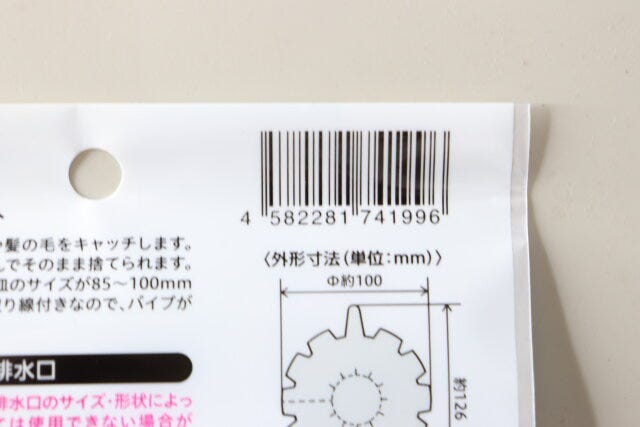 4 582281 741996
髪の毛をキャッチします。
でそのまま捨てられます。
皿のサイズが85～100mm
り線付きなので、パイプが
〈外形寸法（単位:mm）〉
Φ約100
約126
排水口
排水口のサイズ・形状によっ
ては使用できない場合が